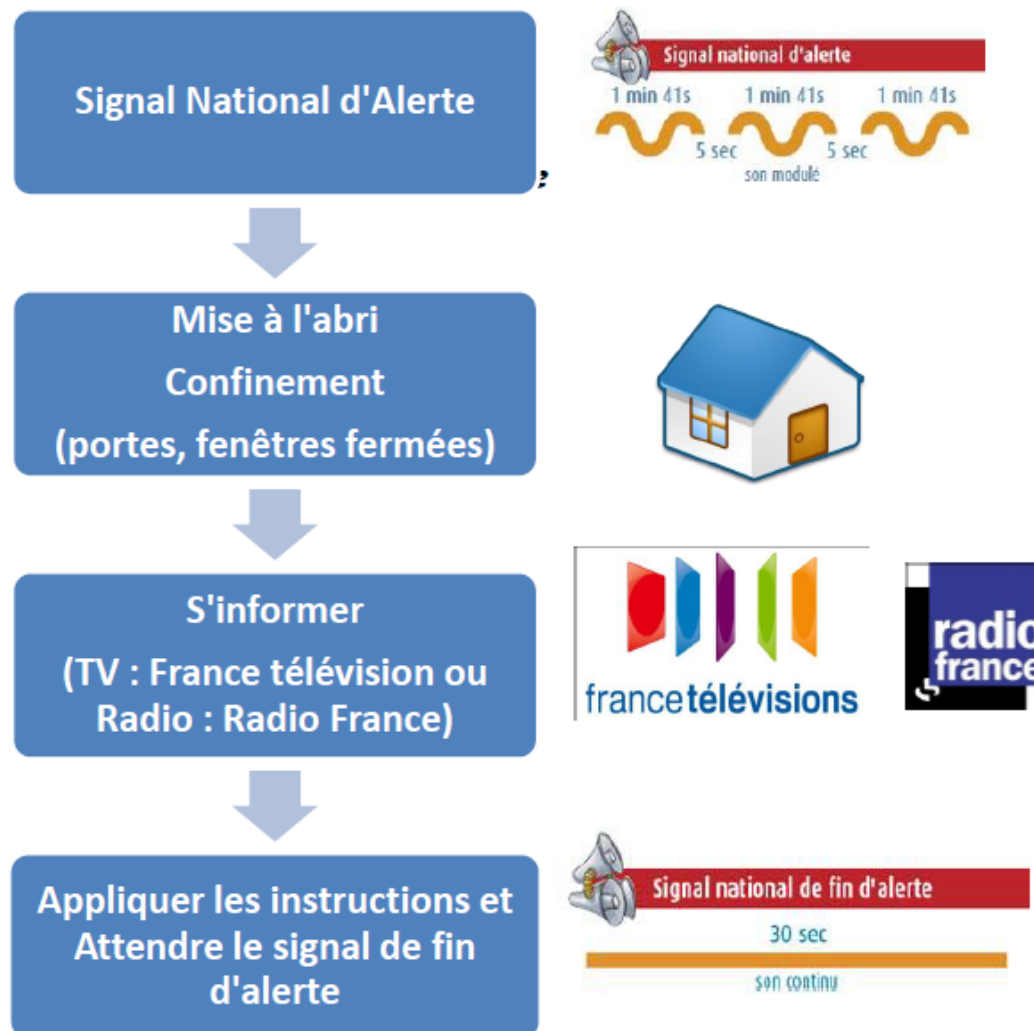 Signal National d'Alerte
Signal national d'alerte
1 min 41s 1 min 41s 1 min 41s
5 sec 5 sec
son modulé
Mise à l'abri
Confinement
(portes, fenêtres fermées)
S'informer
(TV : France télévision ou
Radio : Radio France)
francetélévisions
radio
france
Appliquer les instructions et
Attendre le signal de fin
d'alerte
Signal national de fin d'alerte
30 sec
son continu